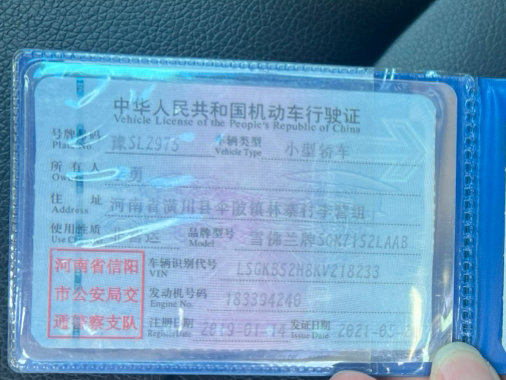 中华人民共和国机动车行驶证
Vehicle License of the People's Republic of China
号牌号码 豫SLZ975 车辆类型 小型轿车
Plate No. Vehicle Type
所有人 勇
住址 河南省潢川县伞陂镇林寨村李营组
Address
使用性质 非营运 品牌型号 雪佛兰牌SGK7152LAAB
Model
河南省信阳 车辆识别代号 LSGKB52H8KV218233
VIN
市公安局交 发动机号码 183394240
Engine No.
通警察支队 注册日期 2019-01-14 发证日期 2021-05
Issue Date